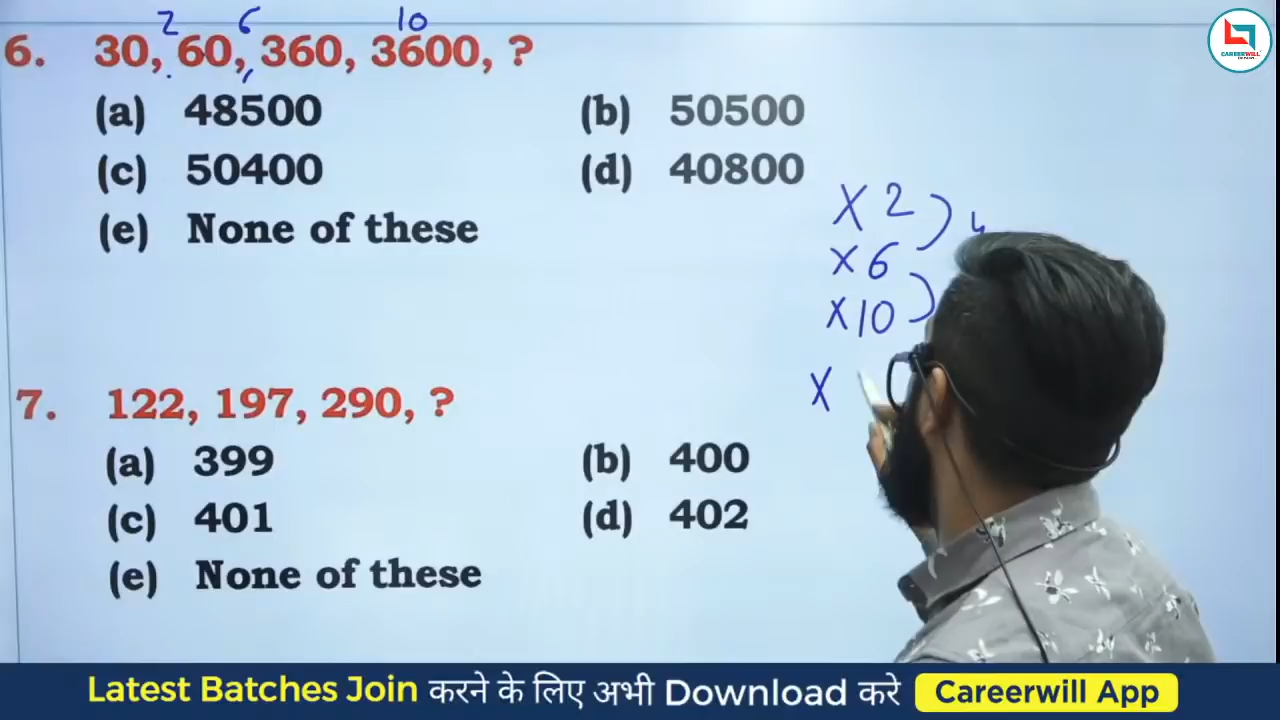 2 6 10
6. 30, 60, 360, 3600, ?
(a) 48500 (b) 50500
(c) 50400 (d) 40800
(e) None of these
X 2
4
X 6
X 10
X
7. 122, 197, 290, ?
(a) 399 (b) 400
(c) 401 (d) 402
(e) None of these
CAREERWILL
Latest Batches Join करने के लिए अभी Download करे Careerwill App